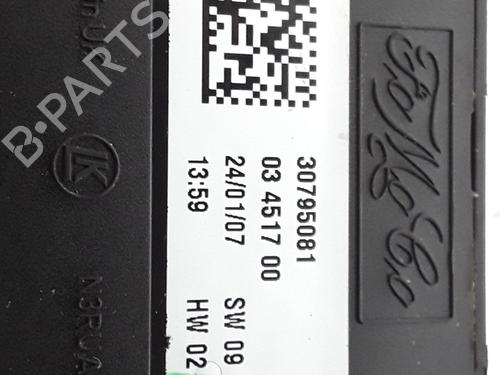 FoMoCo
30795081
03 4517 00
24/01/07 SW 09
13:59 HW 02
B-PARTS